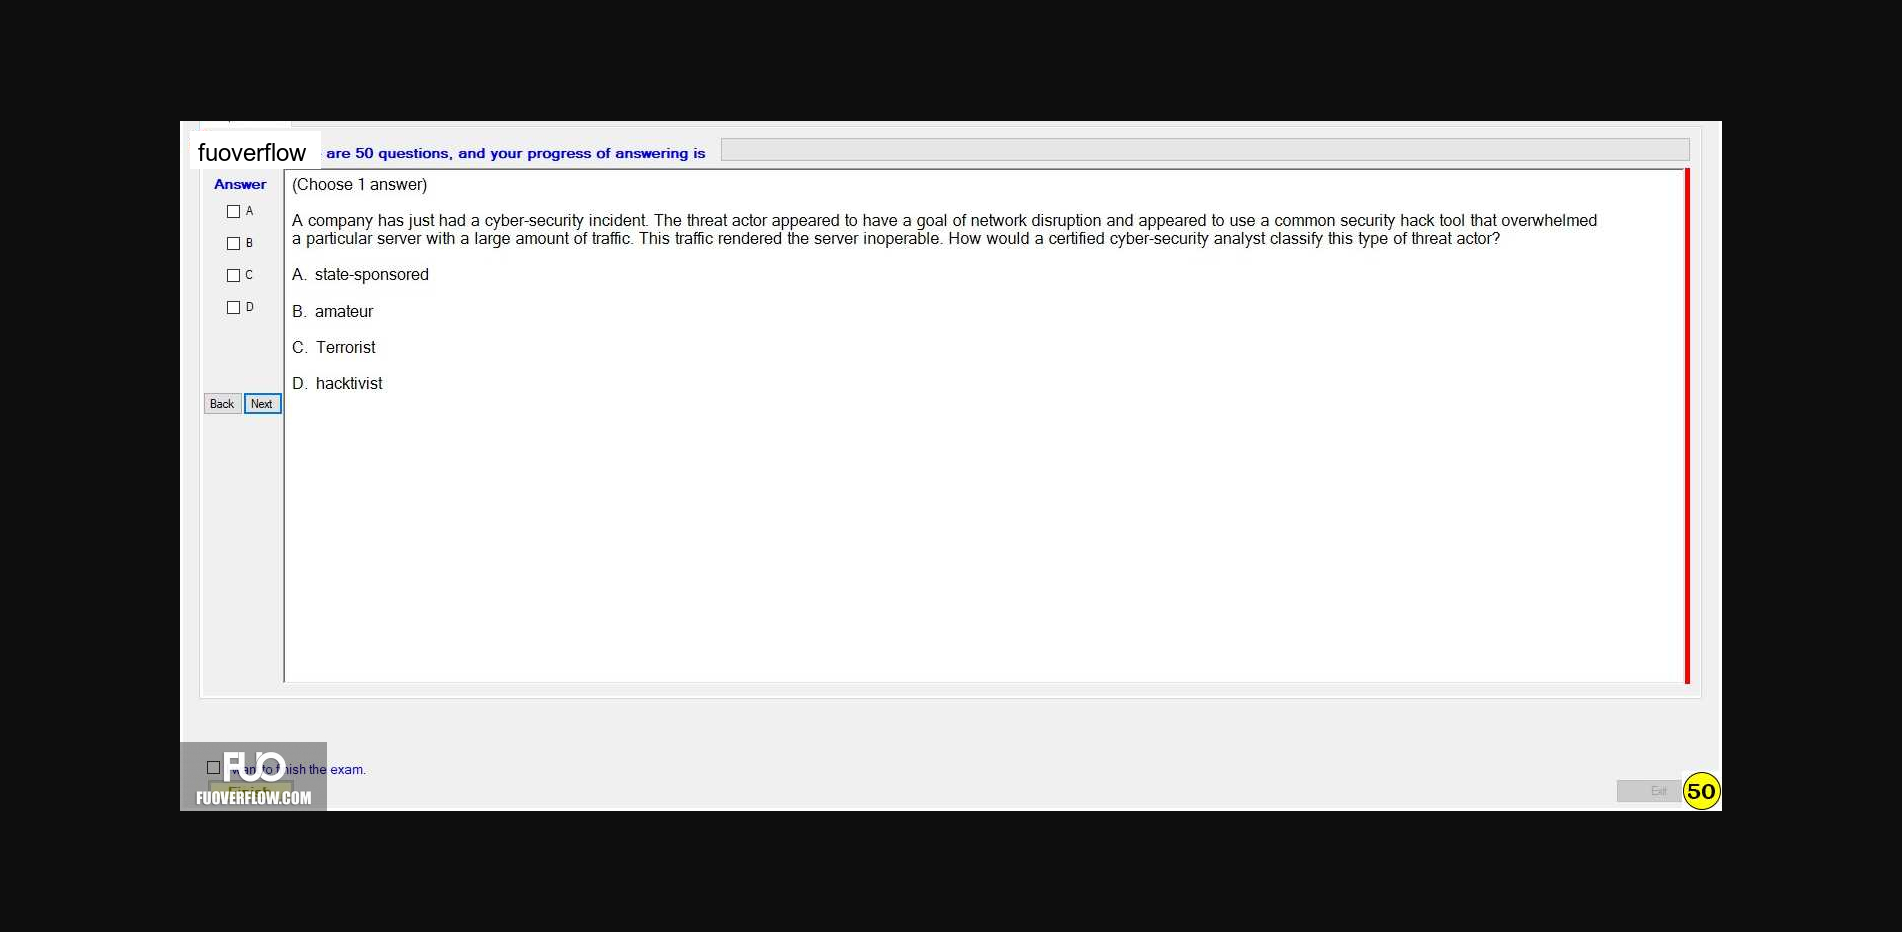 fuoverflow are 50 questions, and your progress of answering is
Answer
A
B
C
D
Back Next
(Choose 1 answer)
A company has just had a cyber-security incident. The threat actor appeared to have a goal of network disruption and appeared to use a common security hack tool that overwhelmed
a particular server with a large amount of traffic. This traffic rendered the server inoperable. How would a certified cyber-security analyst classify this type of threat actor?
A. state-sponsored
B. amateur
C. Terrorist
D. hacktivist
want to finish the exam.
Finish
FUO
FUOVERFLOW.COM
Exit
50